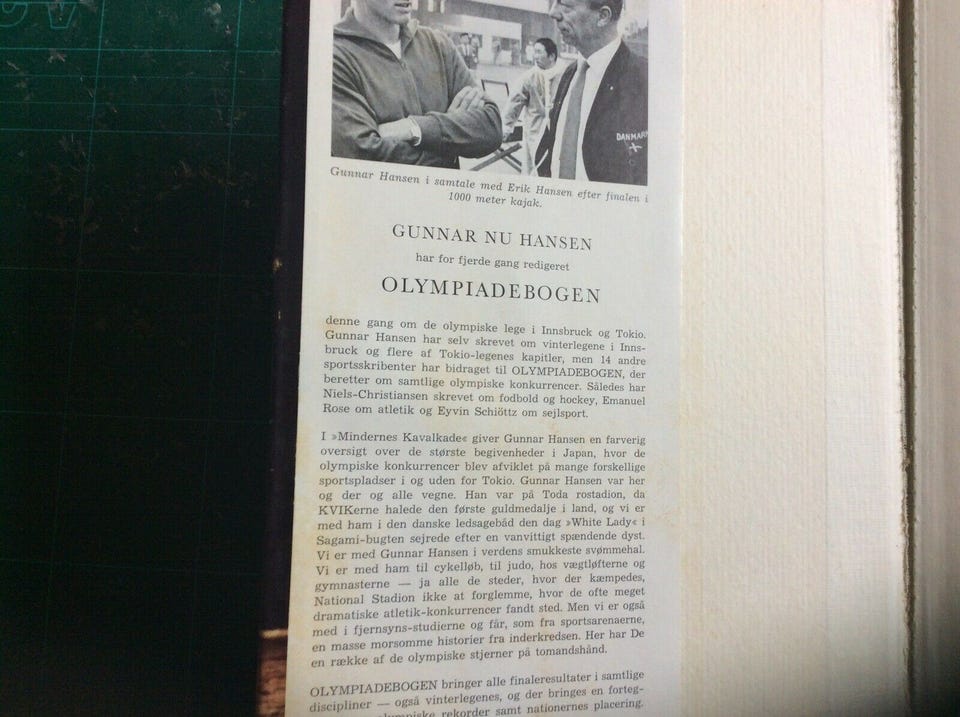 DANMARK
Gunnar Hansen i samtale med Erik Hansen efter finalen i
1000 meter kajak.
GUNNAR NU HANSEN
har for fjerde gang redigeret
OLYMPIADEBOGEN
denne gang om de olympiske lege i Innsbruck og Tokio.
Gunnar Hansen har selv skrevet om vinterlegene i Inns-
bruck og flere af Tokio-legenes kapitler, men 14 andre
sportsskribenter har bidraget til OLYMPIADEBOGEN, der
beretter om samtlige olympiske konkurrencer. Således har
Niels-Christiansen skrevet om fodbold og hockey, Emanuel
Rose om atletik og Eyvin Schiöttz om sejlsport.
I »Mindernes Kavalkade« giver Gunnar Hansen en farverig
oversigt over de største begivenheder i Japan, hvor de
olympiske konkurrencer blev afviklet på mange forskellige
sportspladser i og uden for Tokio. Gunnar Hansen var her
og der og alle vegne. Han var på Toda rostadion, da
KVIKerne halede den første guldmedalje i land, og vi er
med ham i den danske ledsagebåd den dag »White Lady« i
Sagami-bugten sejrede efter en vanvittigt spændende dyst.
Vi er med Gunnar Hansen i verdens smukkeste svømmehal.
Vi er med ham til cykelløb, til judo, hos vægtløfterne og
gymnasterne — ja alle de steder, hvor der kæmpedes,
National Stadion ikke at forglemme, hvor de ofte meget
dramatiske atletik-konkurrencer fandt sted. Men vi er også
med i fjernsyns-studierne og får, som fra sportsarenaerne,
en masse morsomme historier fra inderkredsen. Her har De
en række af de olympiske stjerner på tomandshånd.
OLYMPIADEBOGEN bringer alle finaleresultater i samtlige
discipliner — også vinterlegenes, og der bringes en forteg-
olympiske rekorder samt nationernes placering.